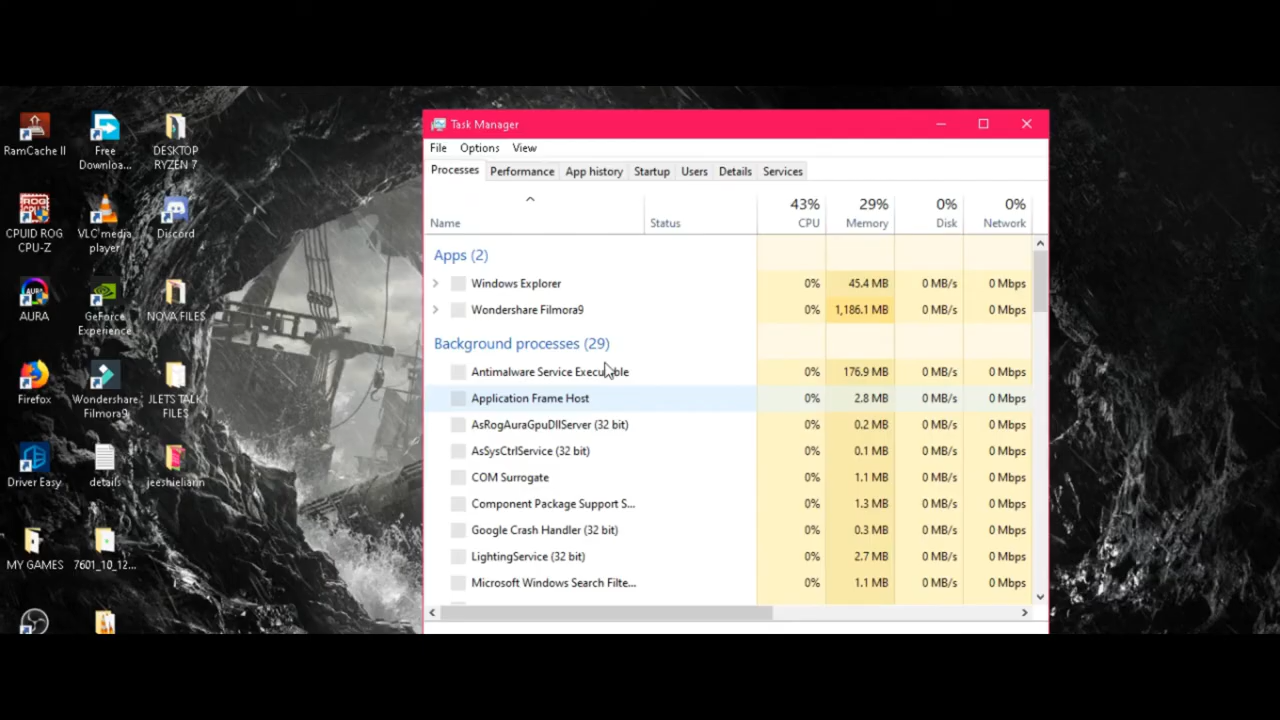 RamCache II
Free
Downloa...
DESKTOP
RYZEN 7
CPUID ROG
CPU-Z
VLC media
player
Discord
AURA
GeForce
Experience
NOVA FILES
Firefox
Wondershare
Filmora9
JLETS TALK
FILES
Driver Easy
details
jeeshieliann
MY GAMES
7601_10_12...
Task Manager
File Options View
Processes Performance App history Startup Users Details Services
43% 29% 0% 0%
Name Status CPU Memory Disk Network
Apps (2)
Windows Explorer 0% 45.4 MB 0 MB/s 0 Mbps
Wondershare Filmora9 0% 1,186.1 MB 0 MB/s 0 Mbps
Background processes (29)
Antimalware Service Executable 0% 176.9 MB 0 MB/s 0 Mbps
Application Frame Host 0% 2.8 MB 0 MB/s 0 Mbps
AsRogAuraGpuDllServer (32 bit) 0% 0.2 MB 0 MB/s 0 Mbps
AsSysCtrlService (32 bit) 0% 0.1 MB 0 MB/s 0 Mbps
COM Surrogate 0% 1.1 MB 0 MB/s 0 Mbps
Component Package Support S... 0% 1.3 MB 0 MB/s 0 Mbps
Google Crash Handler (32 bit) 0% 0.3 MB 0 MB/s 0 Mbps
LightingService (32 bit) 0% 2.7 MB 0 MB/s 0 Mbps
Microsoft Windows Search Filte... 0% 1.1 MB 0 MB/s 0 Mbps